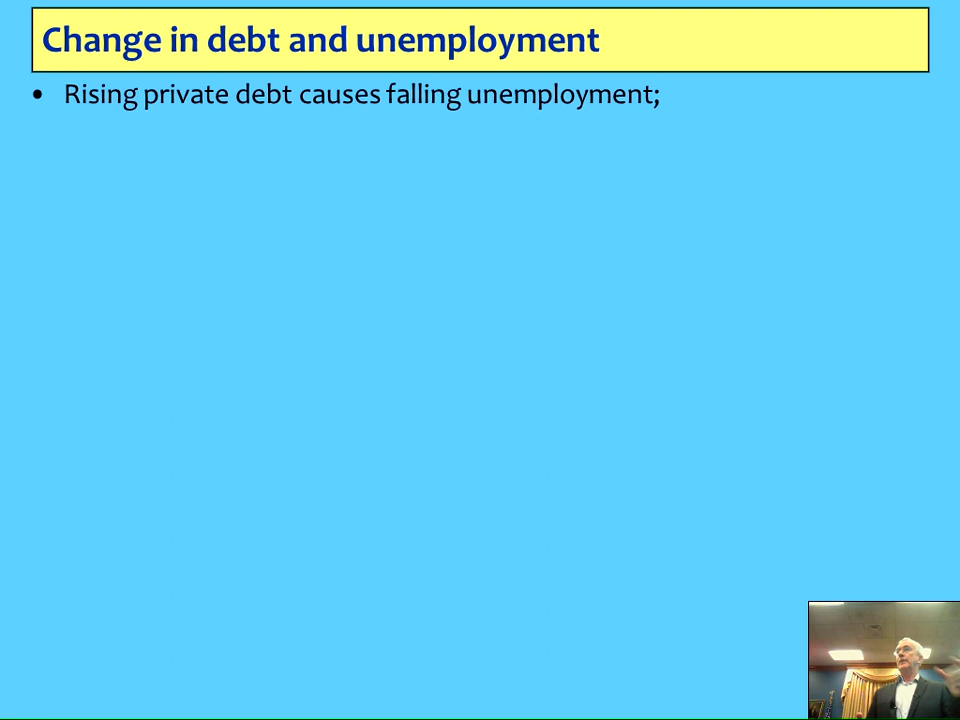 Change in debt and unemployment
• Rising private debt causes falling unemployment;